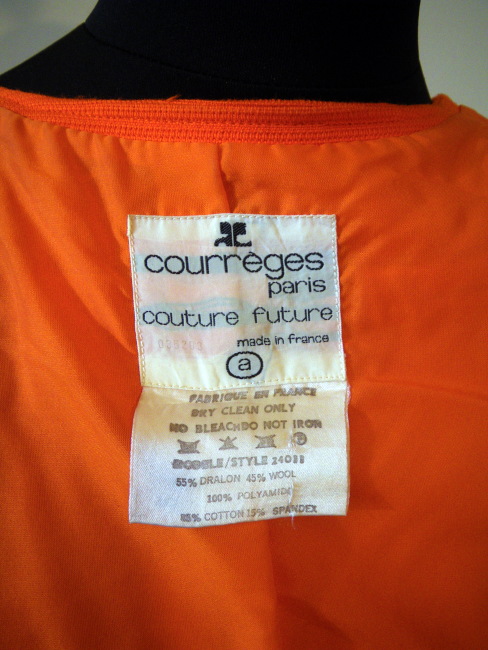 courrèges
paris
couture future
made in france
a
FABRIQUE EN FRANCE
DRY CLEAN ONLY
NO BLEACH DO NOT IRON
P
MODELE/STYLE 24088
55% DRALON 45% WOOL
100% POLYAMIDE
85% COTTON 15% SPANDEX